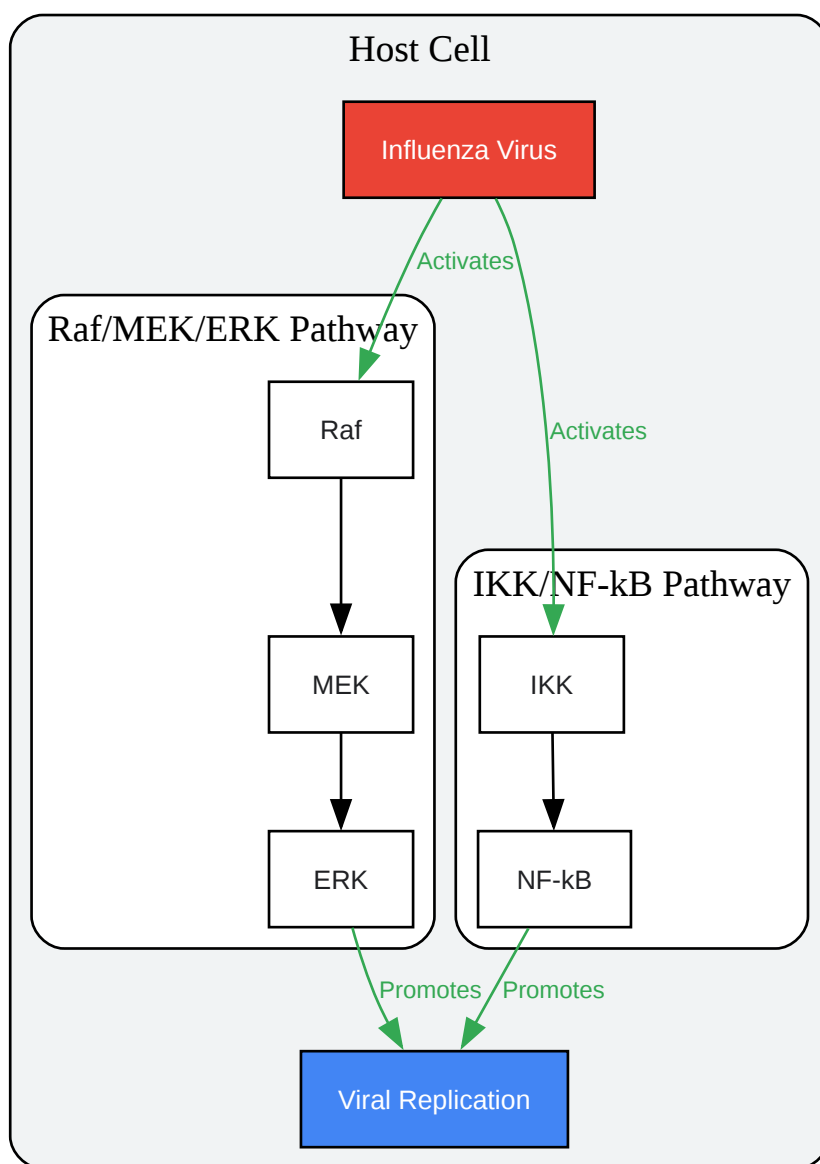 Host Cell
Influenza Virus
Activates
Raf/MEK/ERK Pathway
Raf
Activates
IKK/NF-kB Pathway
MEK
IKK
ERK
NF-kB
Promotes
Promotes
Viral Replication